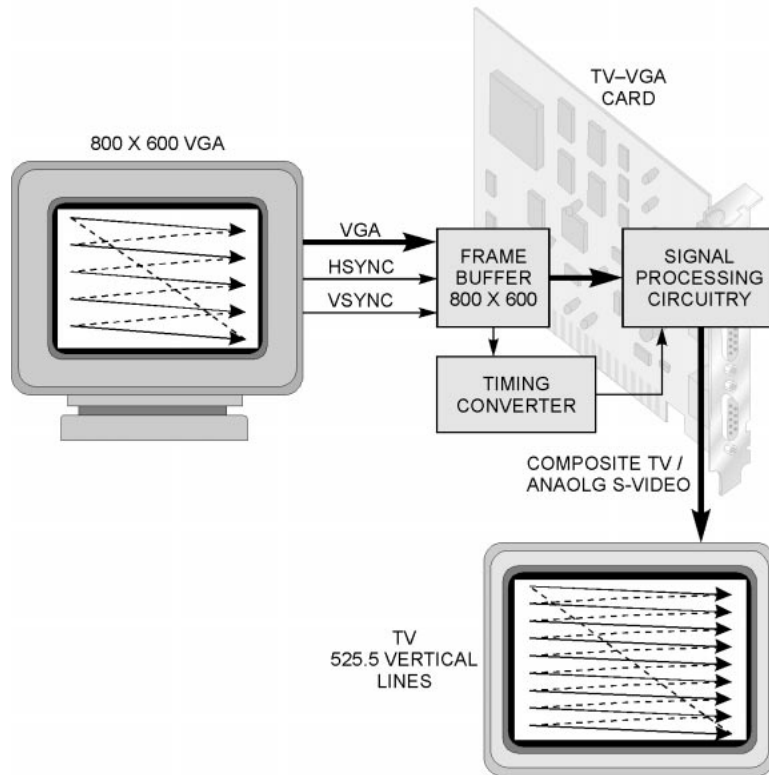 TV–VGA
CARD
800 X 600 VGA
VGA
HSYNC
VSYNC
FRAME
BUFFER
800 X 600
SIGNAL
PROCESSING
CIRCUITRY
TIMING
CONVERTER
COMPOSITE TV /
ANAOLG S-VIDEO
TV
525.5 VERTICAL
LINES